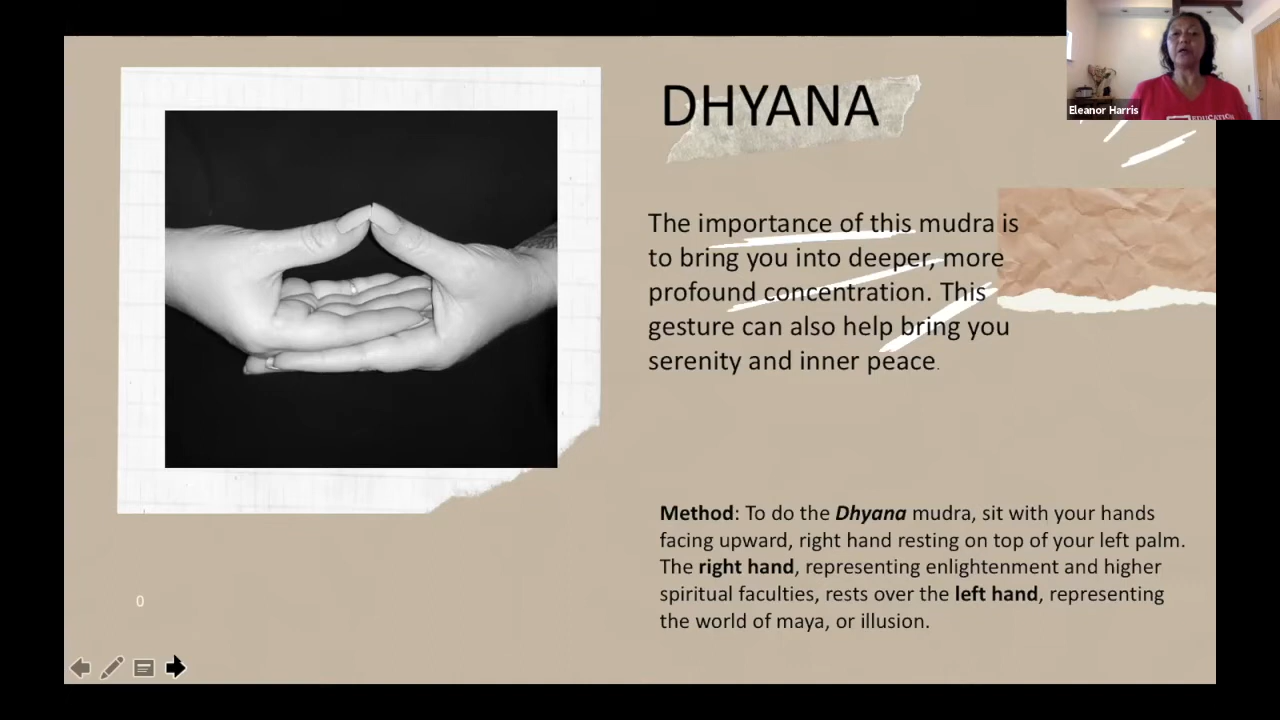 DHYANA
Eleanor Harris
EDUCATION
The importance of this mudra is
to bring you into deeper, more
profound concentration. This
gesture can also help bring you
serenity and inner peace.
Method: To do the Dhyana mudra, sit with your hands
facing upward, right hand resting on top of your left palm.
The right hand, representing enlightenment and higher
spiritual faculties, rests over the left hand, representing
the world of maya, or illusion.
0